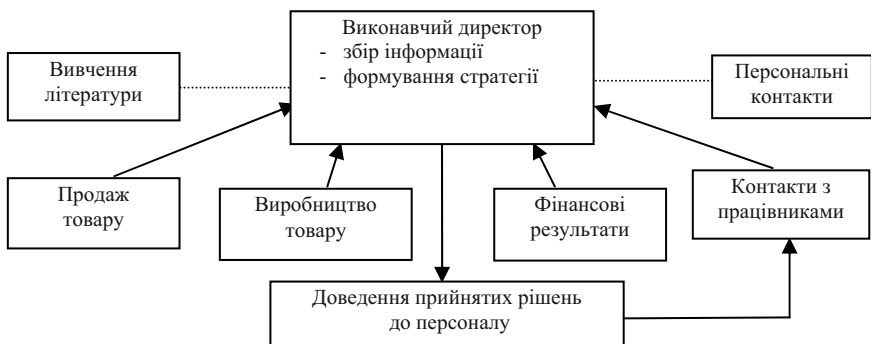 Виконавчий директор
- збір інформації
- формування стратегії
Вивчення
літератури
Персональні
контакти
Продаж
товару
Виробництво
товару
Фінансові
результати
Контакти з
працівниками
Доведення прийнятих рішень
до персоналу